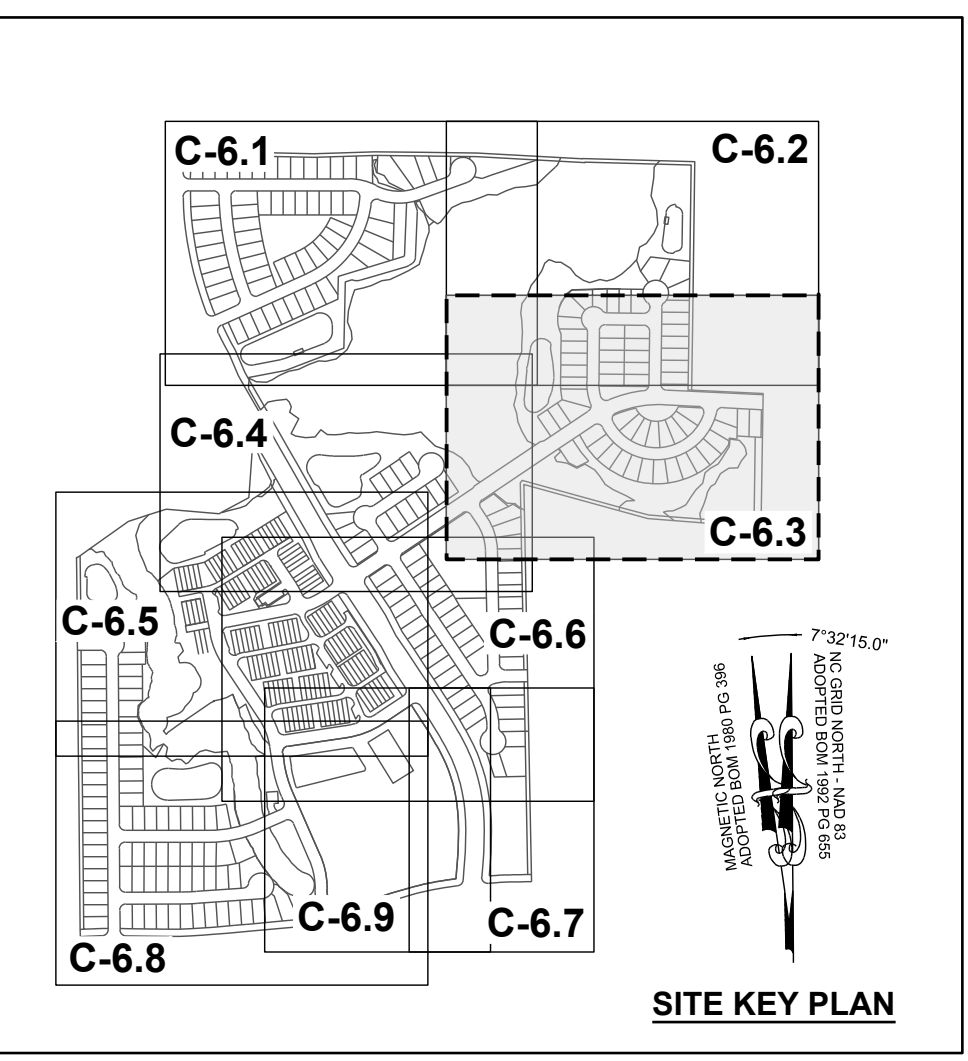 C-6.1
C-6.2
C-6.4
C-6.3
C-6.5
C-6.6
7°32'15.0"
MAGNETIC NORTH
ADOPTED BOM 1980 PG 396
NC GRID NORTH - NAD 83
ADOPTED BOM 1992 PG 655
C-6.9
C-6.7
C-6.8
SITE KEY PLAN